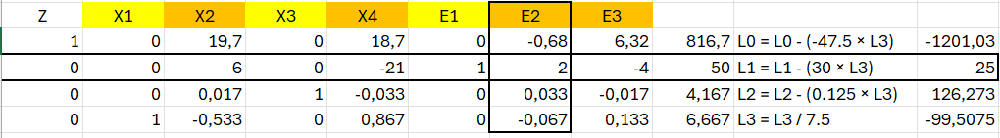 Z X1 X2 X3 X4 E1 E2 E3
1 0 19,7 0 18,7 0 -0,68 6,32 816,7 L0 = L0 - (-47.5 × L3) -1201,03
0 0 6 0 -21 1 2 -4 50 L1 = L1 - (30 × L3) 25
0 0 0,017 1 -0,033 0 0,033 -0,017 4,167 L2 = L2 - (0.125 × L3) 126,273
0 1 -0,533 0 0,867 0 -0,067 0,133 6,667 L3 = L3 / 7.5 -99,5075